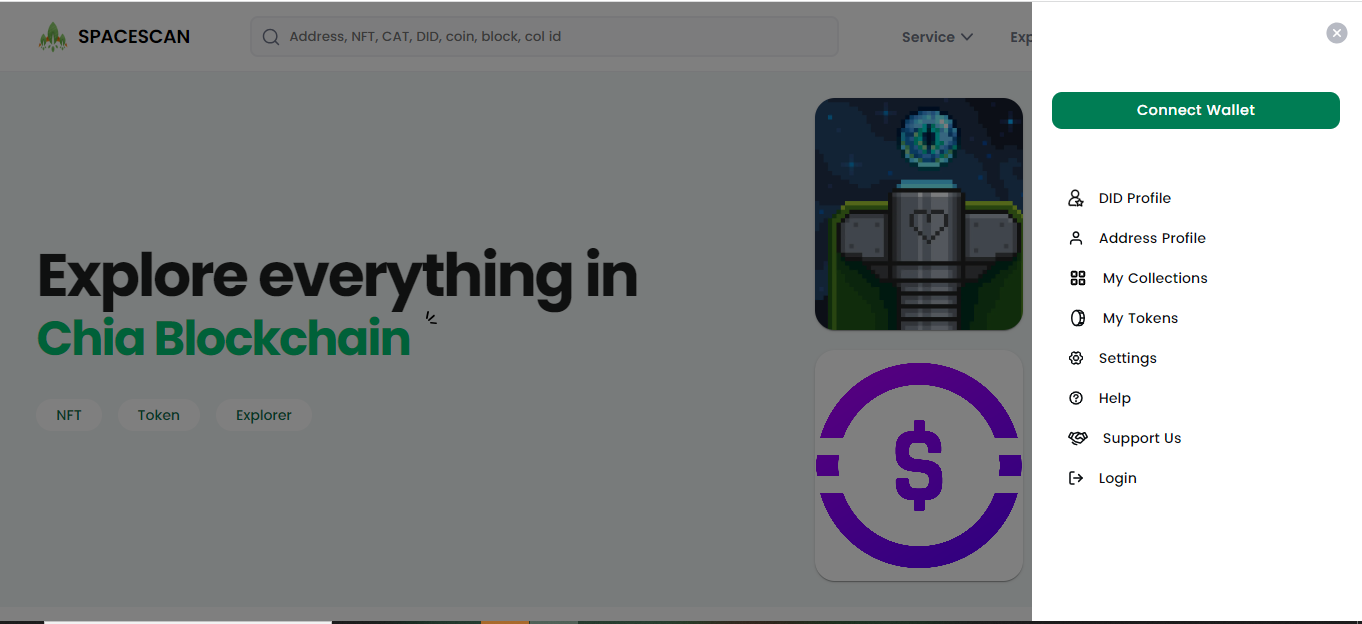 SPACESCAN
Address, NFT, CAT, DID, coin, block, col id
Service
Exp
Connect Wallet
DID Profile
Address Profile
My Collections
My Tokens
Settings
Help
Support Us
Login
Explore everything in
Chia Blockchain
NFT
Token
Explorer
$